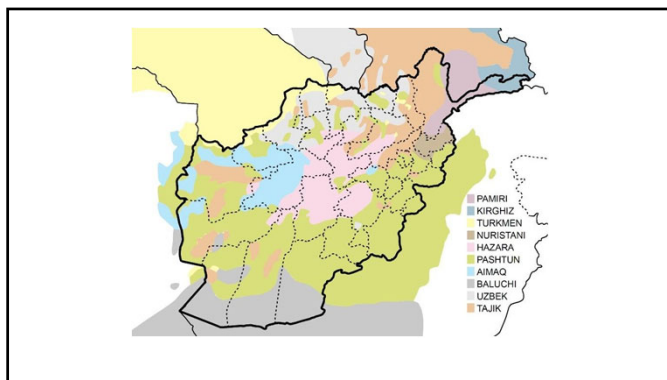 PAMIRI
KIRGHIZ
TURKMEN
NURISTANI
HAZARA
PASHTUN
AIMAQ
BALUCHI
UZBEK
TAJIK